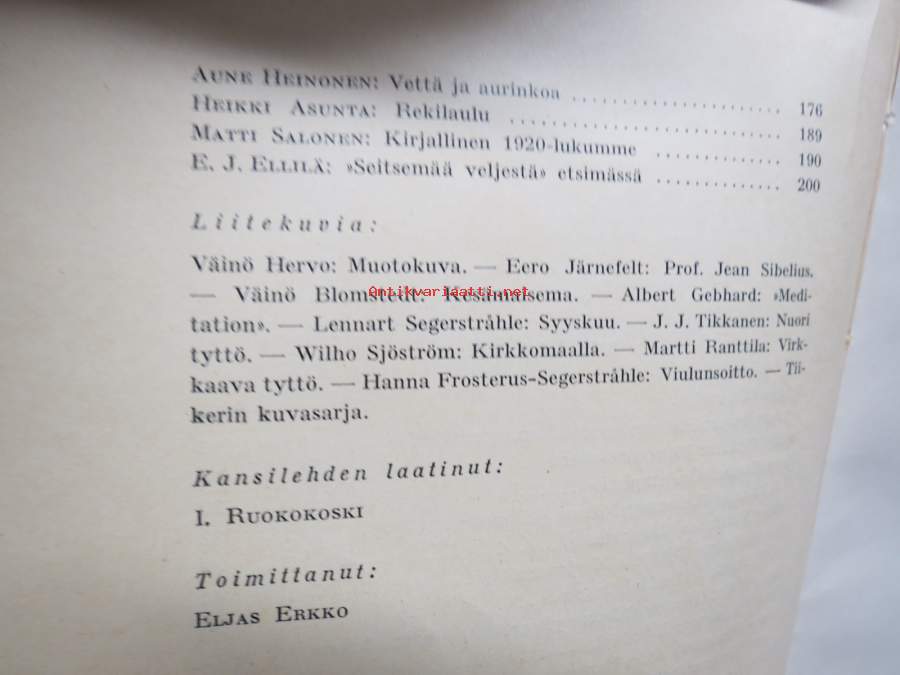 AUNE HEINONEN: Vettä ja aurinkoa ...................... 176
HEIKKI ASUNTA: Rekilaulu .............................. 189
MATTI SALONEN: Kirjallinen 1920-lukumme .............. 190
E. J. ELLILÄ: »Seitsemää veljestä» etsimässä .............. 200
Liitekuvia:
Väinö Hervo: Muotokuva. — Eero Järnefelt: Prof. Jean Sibelius.
— Väinö Blomstedt: Kesämaisema. — Albert Gebhard: »Medi-
Antikvariaatti.net
tation». — Lennart Segerstråhle: Syyskuu. — J. J. Tikkanen: Nuori
tyttö. — Wilho Sjöström: Kirkkomaalla. — Martti Ranttila: Virk-
kaava tyttö. — Hanna Frosterus-Segerstråhle: Viulunsoitto. — Tii-
kerin kuvasarja.
Kansilehden laatinut:
I. RUOKOKOSKI
Toimittanut:
ELJAS ERKKO